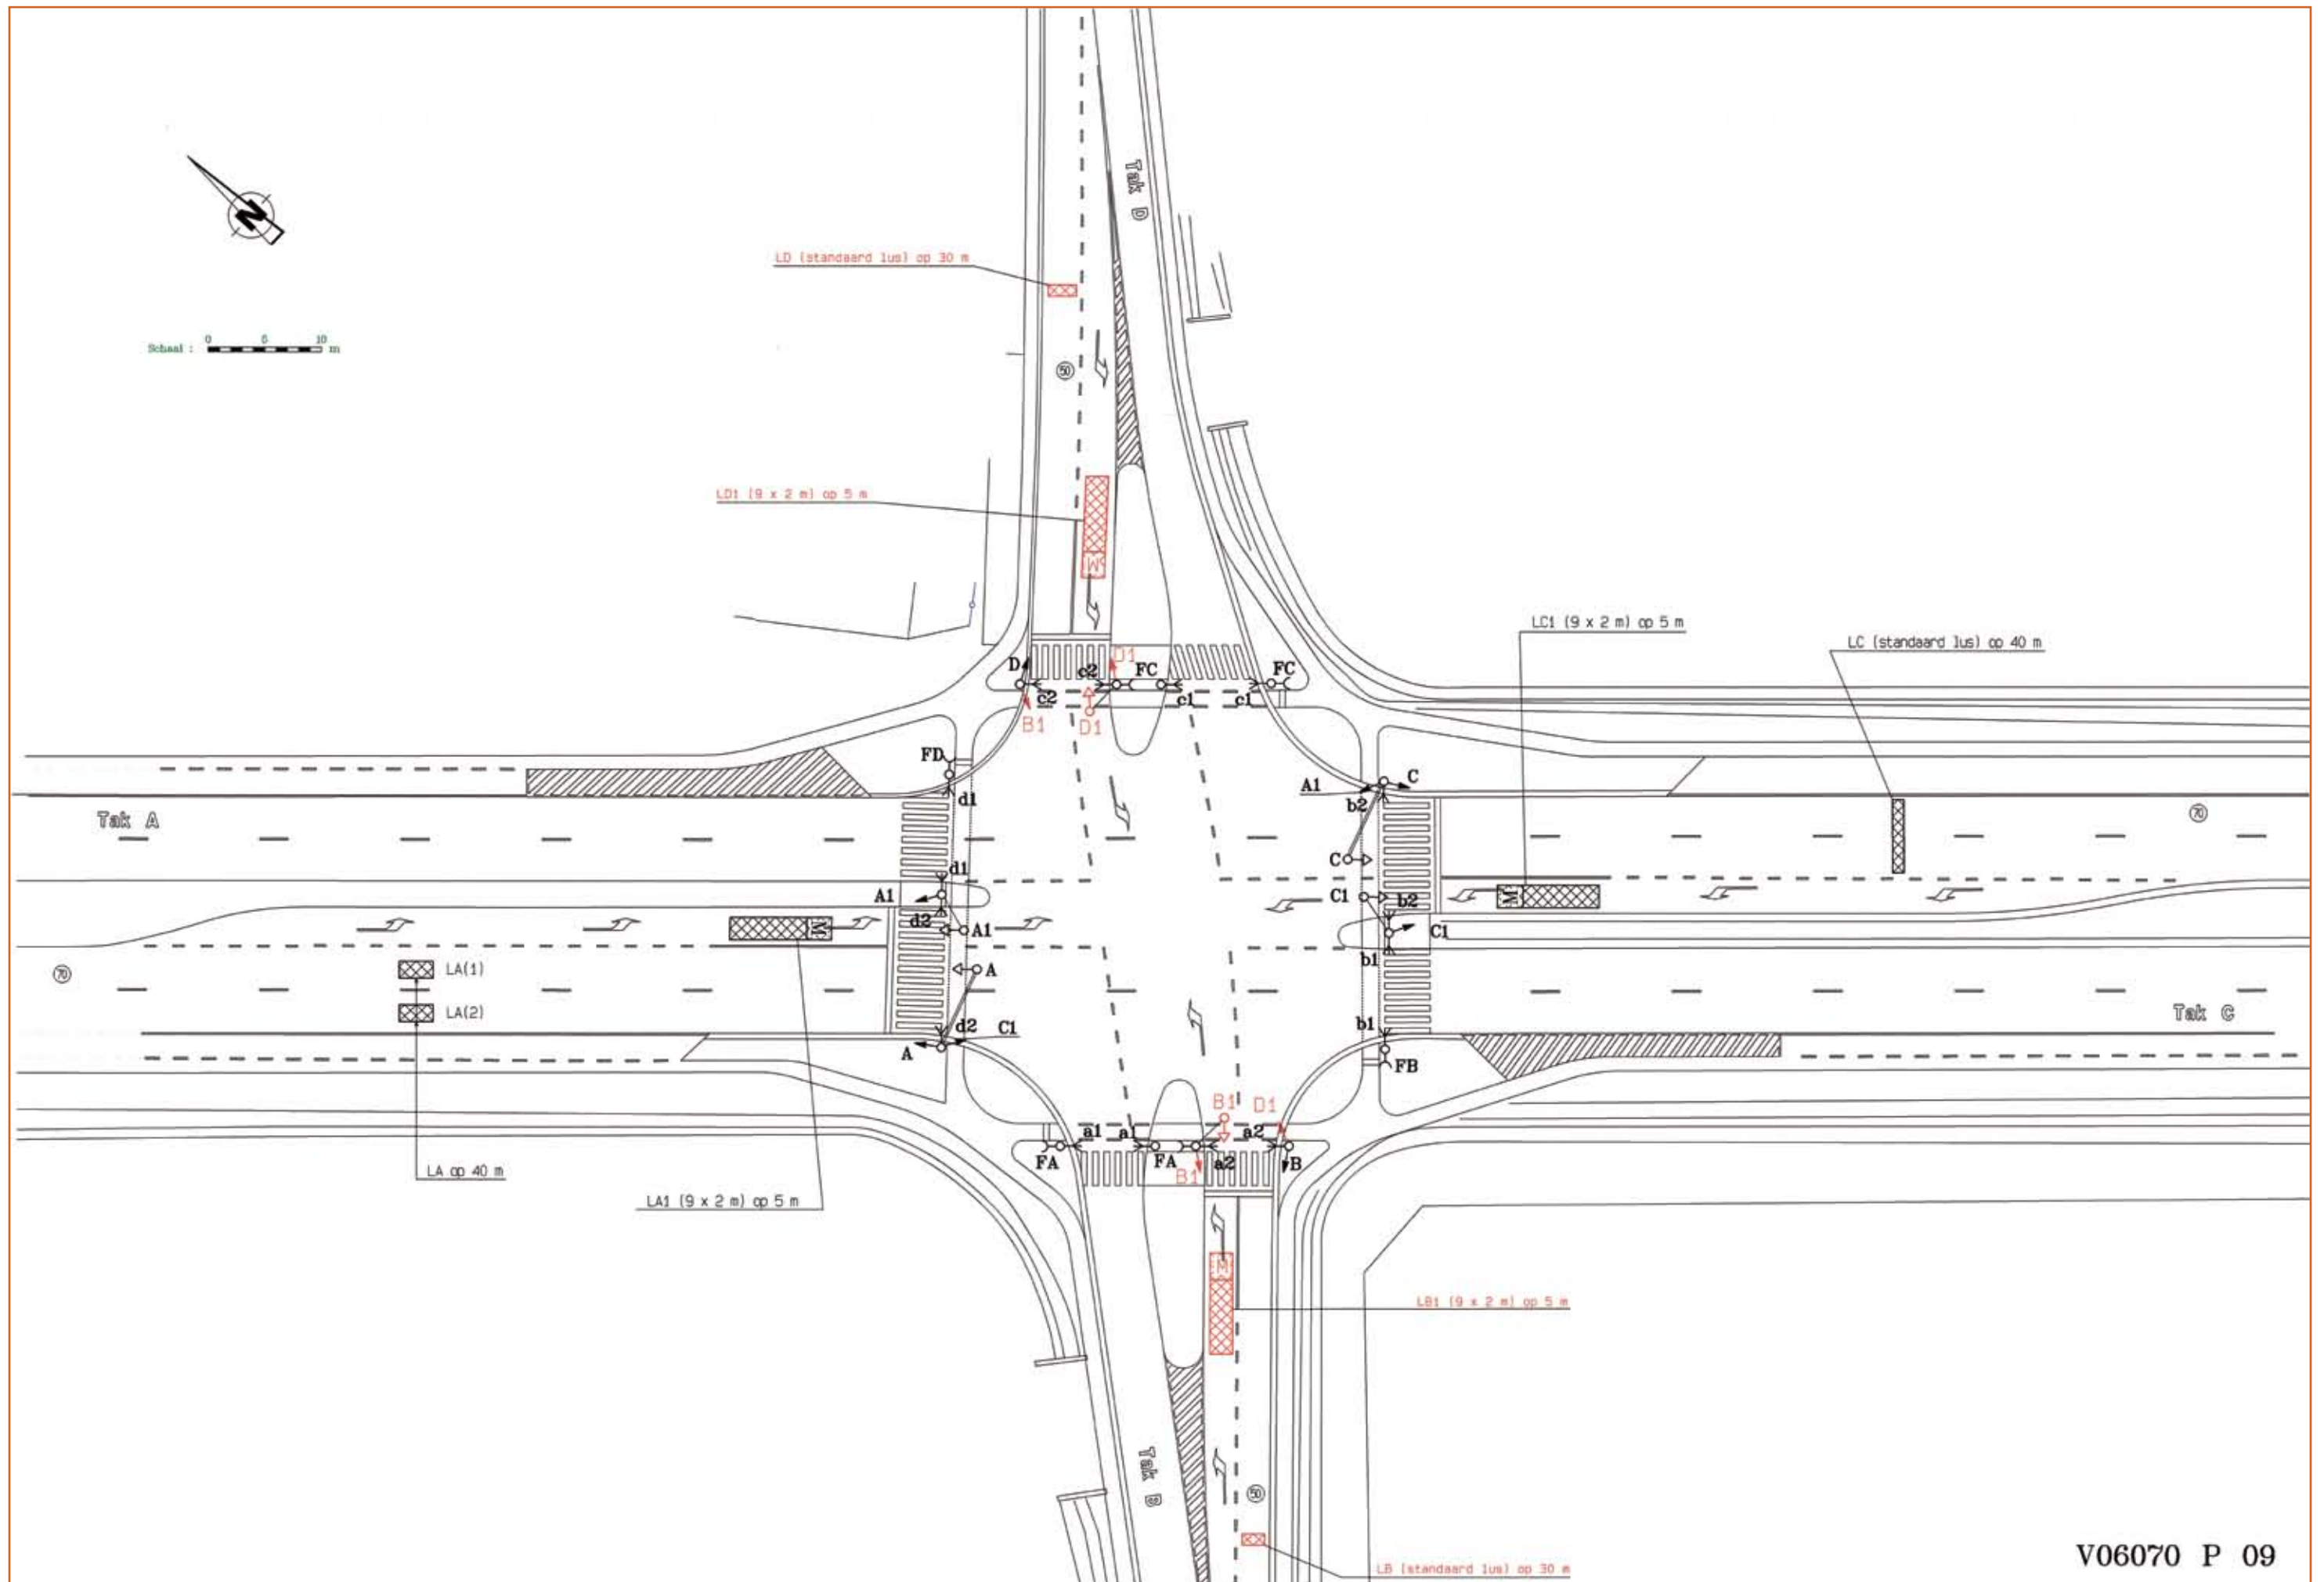 Tak D
N
LD (standaard lus) op 30 m
Schaal :
0 5 10 m
50
LD1 (9 x 2 m) op 5 m
M
LC1 (9 x 2 m) op 5 m
LC (standaard lus) op 40 m
D c2 D1 FC FC
c2 c1 c1
B1 D1
FD
d1
A1 C
b2
Tak A
70
C
d1
A1
C1 b2
M
d2 A1
M
C1
b1
70
LA(1)
A
LA(2)
Tak C
d2 C1
b1
A
FB
B1 D1
a1 a1 a2
FA FA a2 B
B1
LA op 40 m
LA1 (9 x 2 m) op 5 m
M
LB1 (9 x 2 m) op 5 m
Tak B
50
LB (standaard lus) op 30 m
V06070 P 09